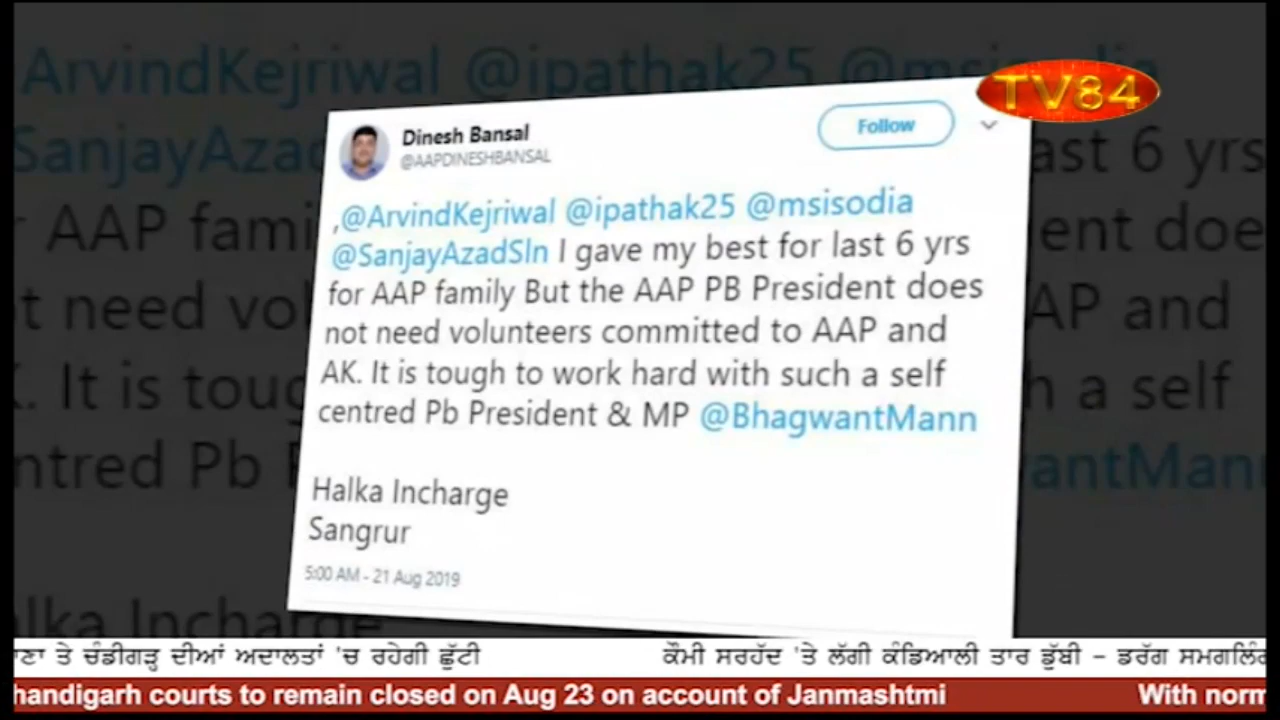 TV84
Dinesh Bansal
@AAPDINESHBANSAL
Follow
,@ArvindKejriwal @ipathak25 @msisodia
@SanjayAzadSln I gave my best for last 6 yrs
for AAP family But the AAP PB President does
not need volunteers committed to AAP and
AK. It is tough to work hard with such a self
centred Pb President & MP @BhagwantMann
Halka Incharge
Sangrur
5:00 AM - 21 Aug 2019
ਤੇ ਚੰਡੀਗੜ੍ਹ ਦੀਆਂ ਅਦਾਲਤਾਂ 'ਚ ਰਹੇਗੀ ਛੁੱਟੀ ਕੌਮੀ ਸਰਹੱਦ 'ਤੇ ਲੱਗੀ ਕੰਡਿਆਲੀ ਤਾਰ ਡੁੱਬੀ – ਡਰੱਗ ਸਮਗਲਿੰਗ
handigarh courts to remain closed on Aug 23 on account of Janmashtmi With norm